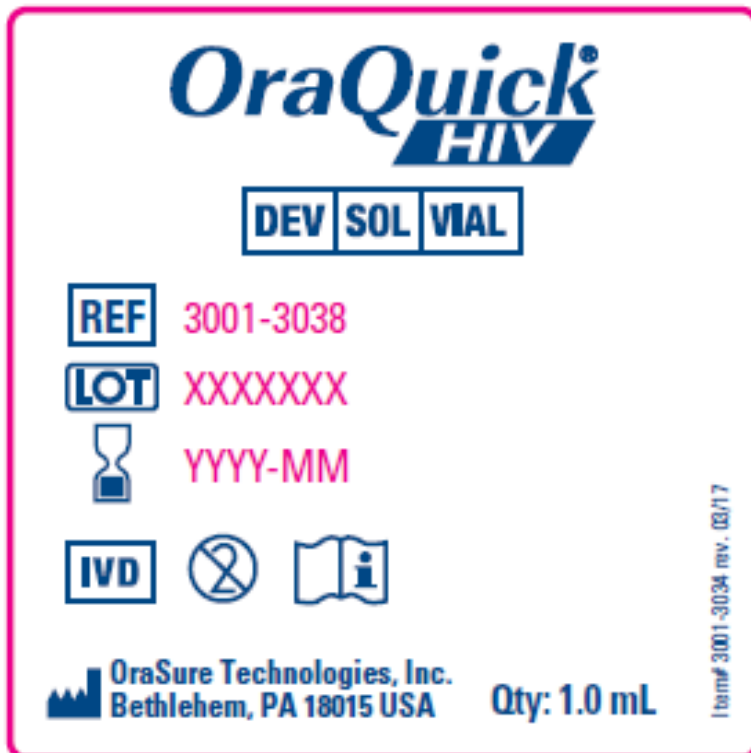 OraQuick®
HIV
DEV SOL VIAL
REF 3001-3038
LOT XXXXXXX
YYYY-MM
IVD 2 i
OraSure Technologies, Inc.
Bethlehem, PA 18015 USA
Qty: 1.0 mL
Item# 3001-3034 rev. 03/17